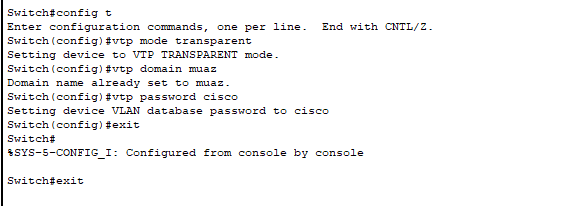 Switch#config t
Enter configuration commands, one per line.  End with CNTL/Z.
Switch(config)#vtp mode transparent
Setting device to VTP TRANSPARENT mode.
Switch(config)#vtp domain muaz
Domain name already set to muaz.
Switch(config)#vtp password cisco
Setting device VLAN database password to cisco
Switch(config)#exit
Switch#
%SYS-5-CONFIG_I: Configured from console by console
Switch#exit